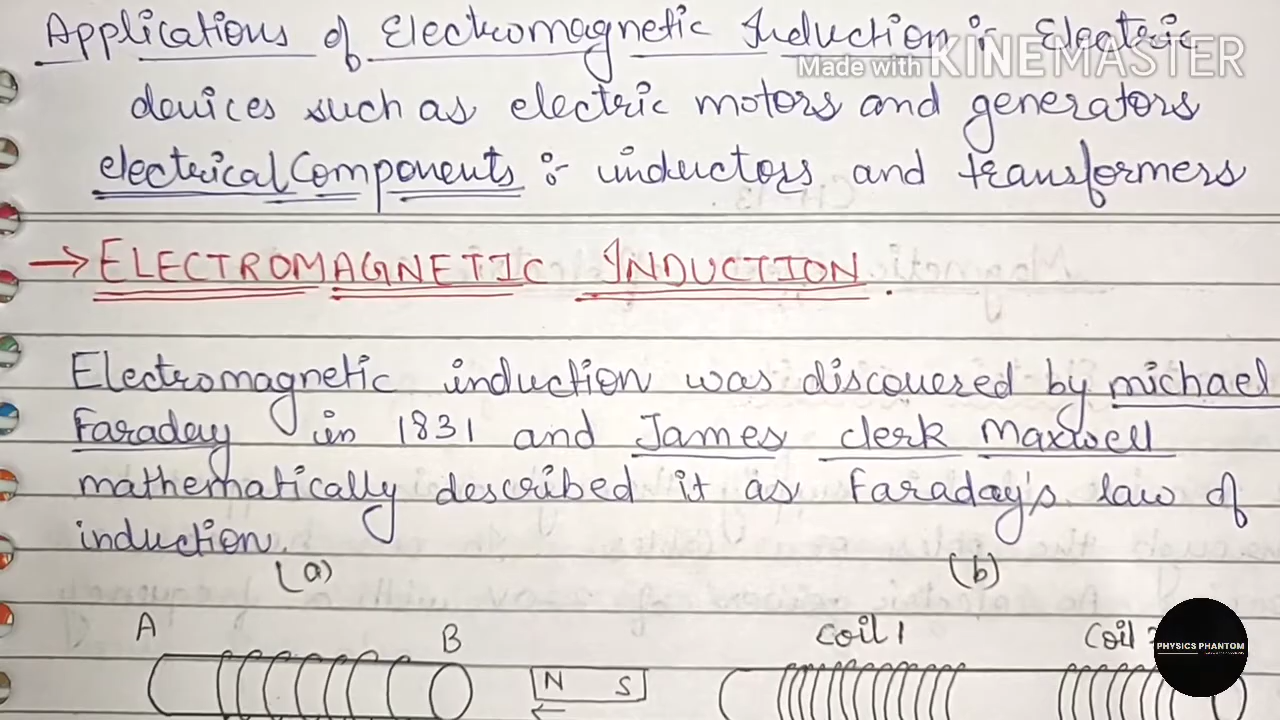 Applications of Electromagnetic Induction :- Electric
Made with KINEMASTER
devices such as electric motors and generators
electrical Components :- inductors and transformers
→ ELECTROMAGNETIC INDUCTION.
Electromagnetic induction was discovered by michael
Faraday in 1831 and James clerk Maxwell
mathematically described it as Faraday's law of
induction.
(a) (b)
A B Coil 1 Coil
PHYSICS PHANTOM
N S